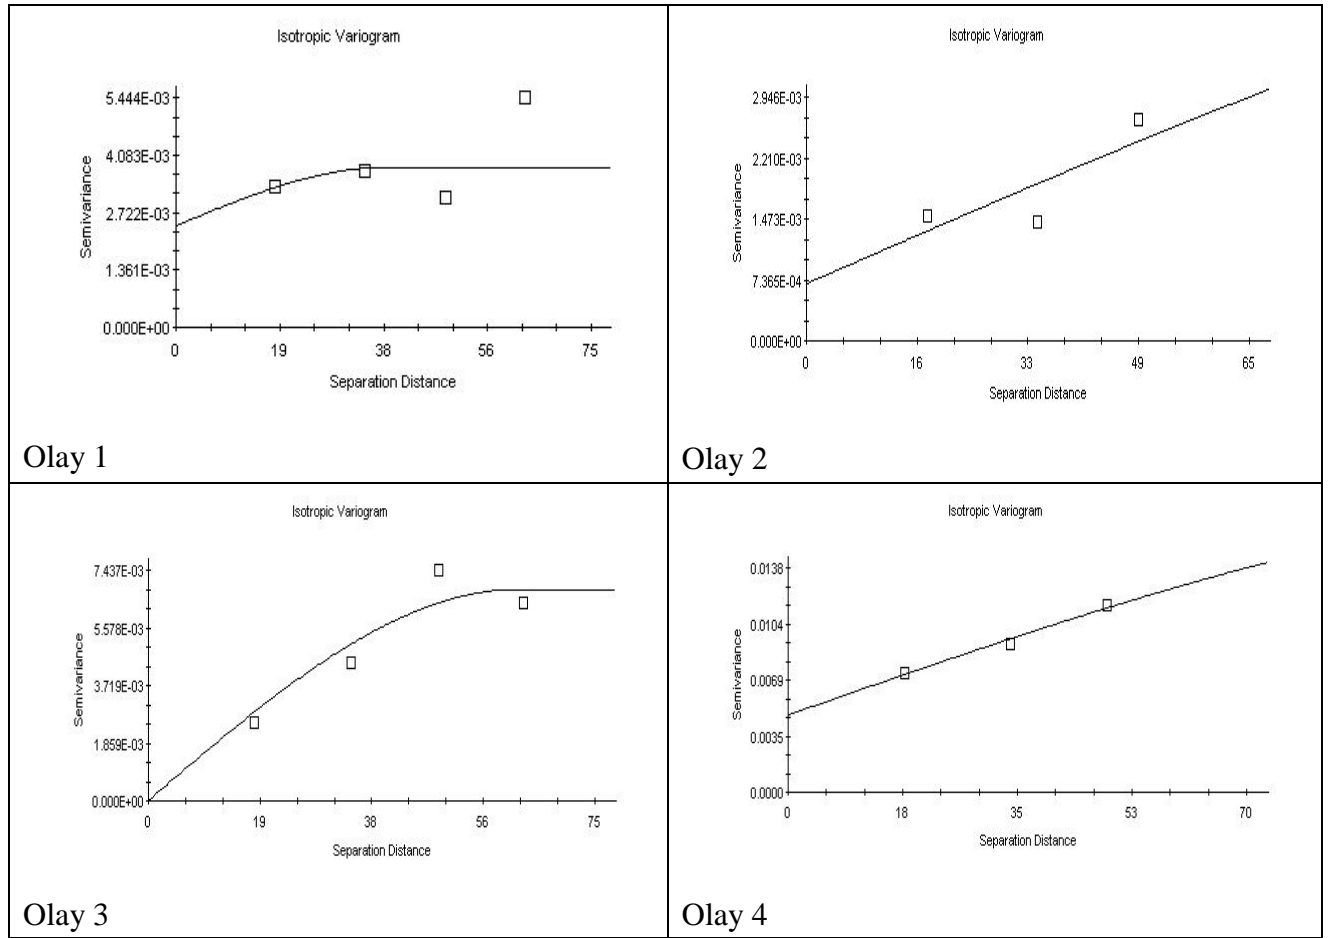 Isotropic Variogram
5.444E-03
4.083E-03
2.722E-03
1.361E-03
0.000E+00
Semivariance
0 19 38 56 75
Separation Distance
Olay 1
Isotropic Variogram
2.946E-03
2.210E-03
1.473E-03
7.365E-04
0.000E+00
Semivariance
0 16 33 49 65
Separation Distance
Olay 2
Isotropic Variogram
7.437E-03
5.578E-03
3.719E-03
1.859E-03
0.000E+00
Semivariance
0 19 38 56 75
Separation Distance
Olay 3
Isotropic Variogram
0.0138
0.0104
0.0069
0.0035
0.0000
Semivariance
0 18 35 53 70
Separation Distance
Olay 4